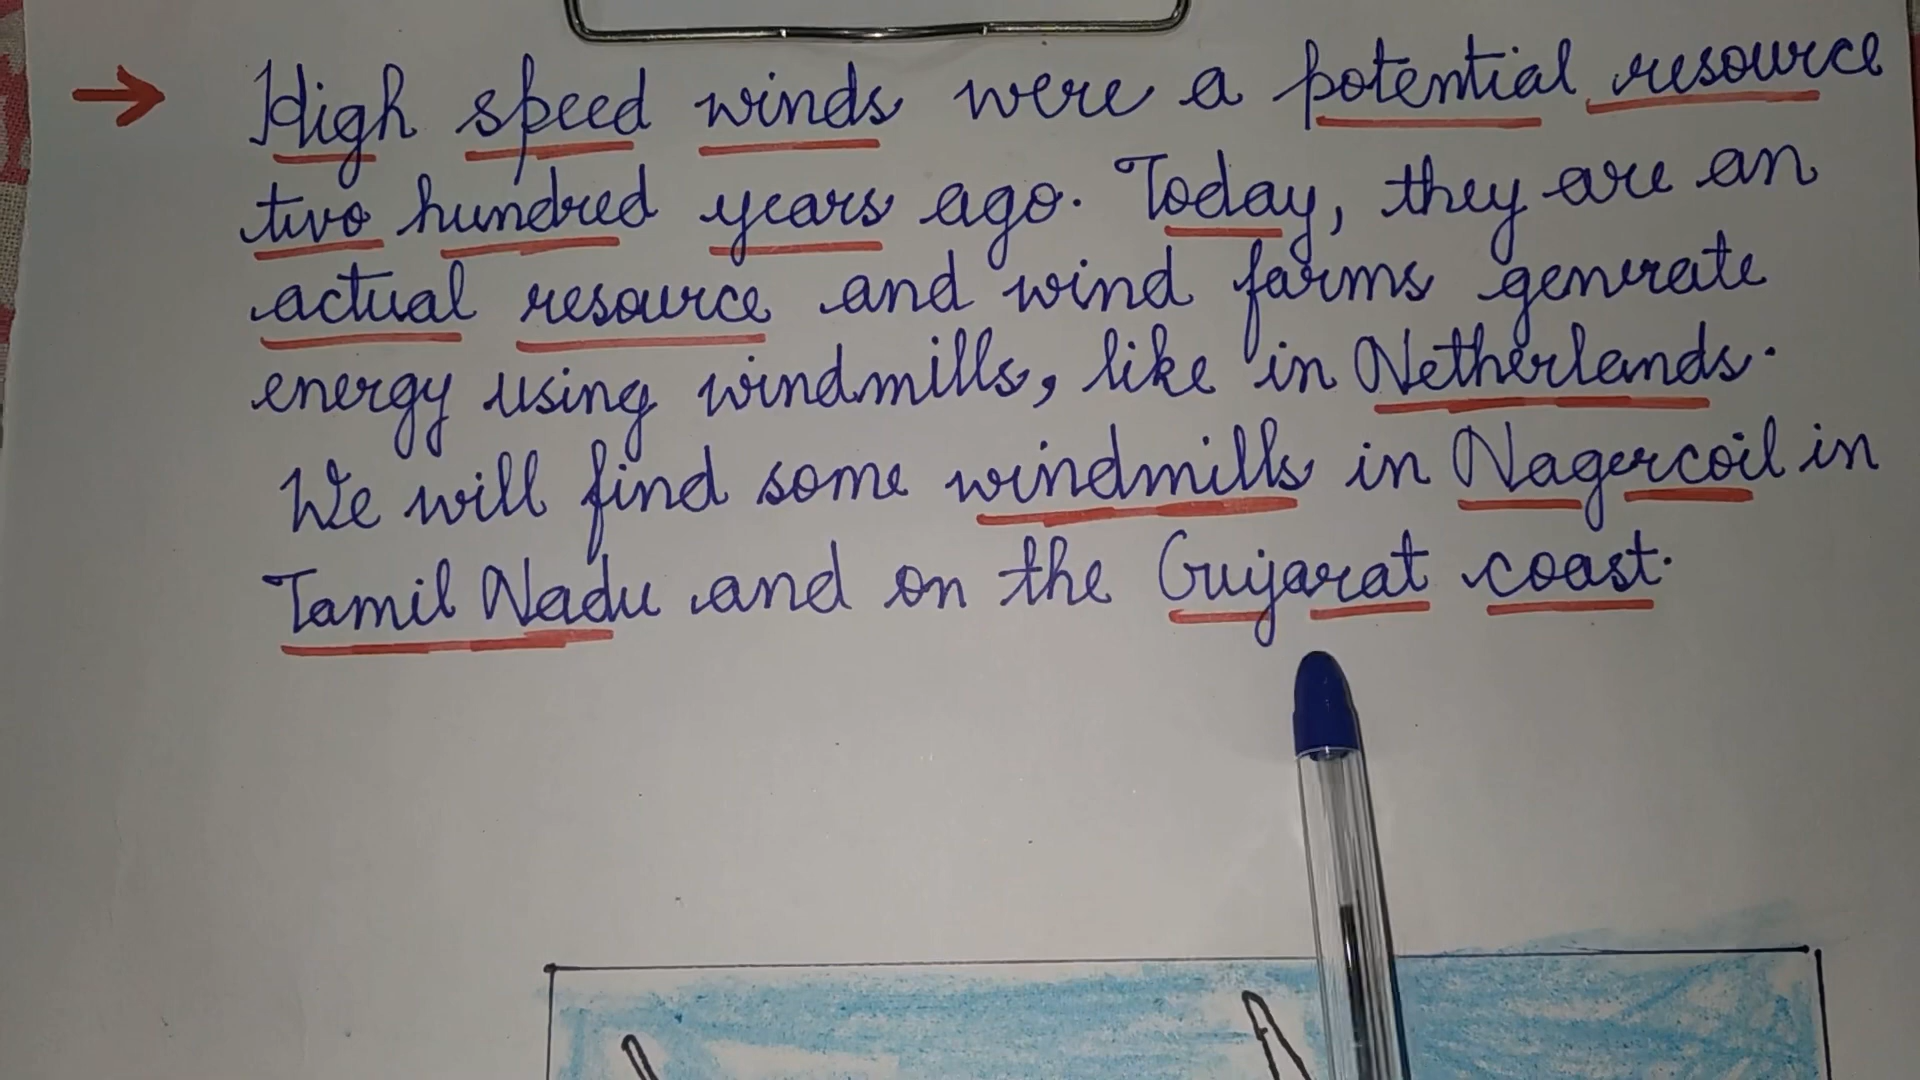 → High speed winds were a potential resource
two hundred years ago. Today, they are an
actual resource and wind farms generate
energy using windmills, like in Netherlands.
We will find some windmills in Nagercoil in
Tamil Nadu and on the Gujarat coast.